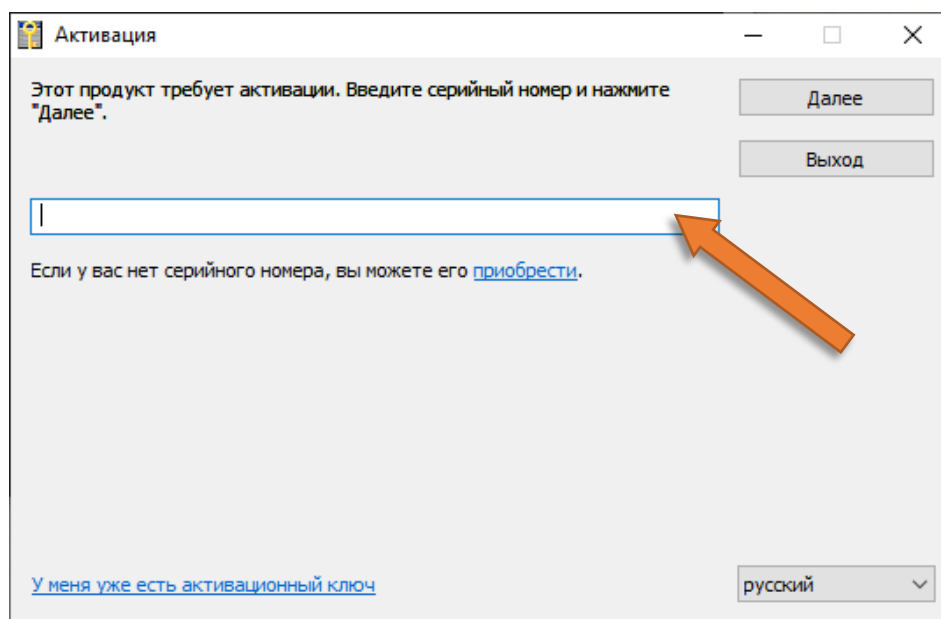 Активация
Этот продукт требует активации. Введите серийный номер и нажмите
"Далее".
Далее
Выход
Если у вас нет серийного номера, вы можете его приобрести.
У меня уже есть активационный ключ
русский